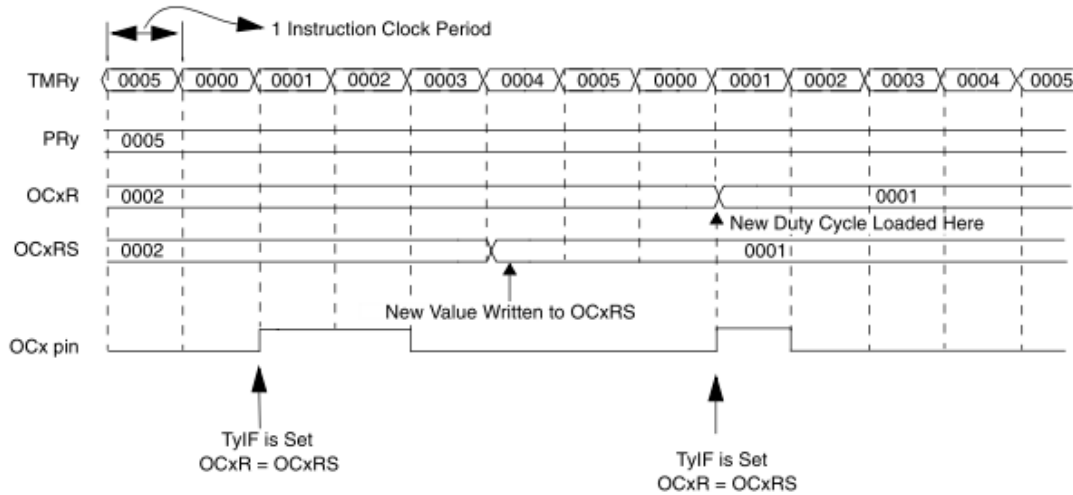 1 Instruction Clock Period
TMRy 0005 0000 0001 0002 0003 0004 0005 0000 0001 0002 0003 0004 0005
PRy 0005
OCxR 0002 0001
New Duty Cycle Loaded Here
OCxRS 0002 0001
New Value Written to OCxRS
OCx pin
TyIF is Set
OCxR = OCxRS
TyIF is Set
OCxR = OCxRS